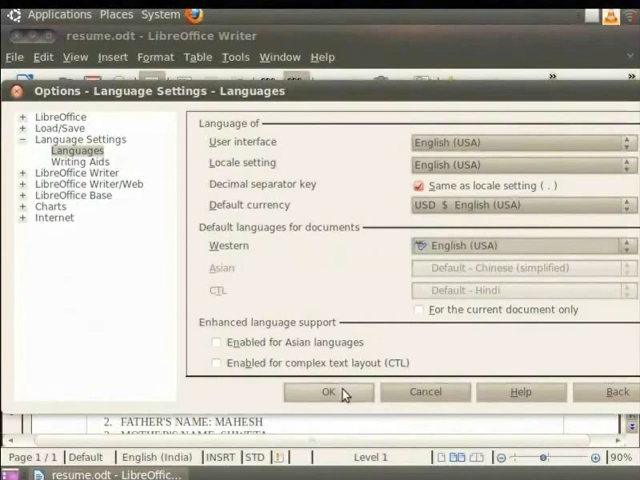 Applications Places System
resume.odt - LibreOffice Writer
File Edit View Insert Format Table Tools Window Help
Options - Language Settings - Languages
LibreOffice
Load/Save
Language Settings
Languages
Writing Aids
LibreOffice Writer
LibreOffice Writer/Web
LibreOffice Base
Charts
Internet
Language of
User interface English (USA)
Locale setting English (USA)
Decimal separator key Same as locale setting ( . )
Default currency USD $ English (USA)
Default languages for documents
Western English (USA)
Asian Default - Chinese (simplified)
CTL Default - Hindi
For the current document only
Enhanced language support
Enabled for Asian languages
Enabled for complex text layout (CTL)
OK Cancel Help Back
2. FATHER'S NAME: MAHESH
Page 1 / 1 Default English (India) INSRT STD Level 1 90%
resume.odt - LibreOffic...